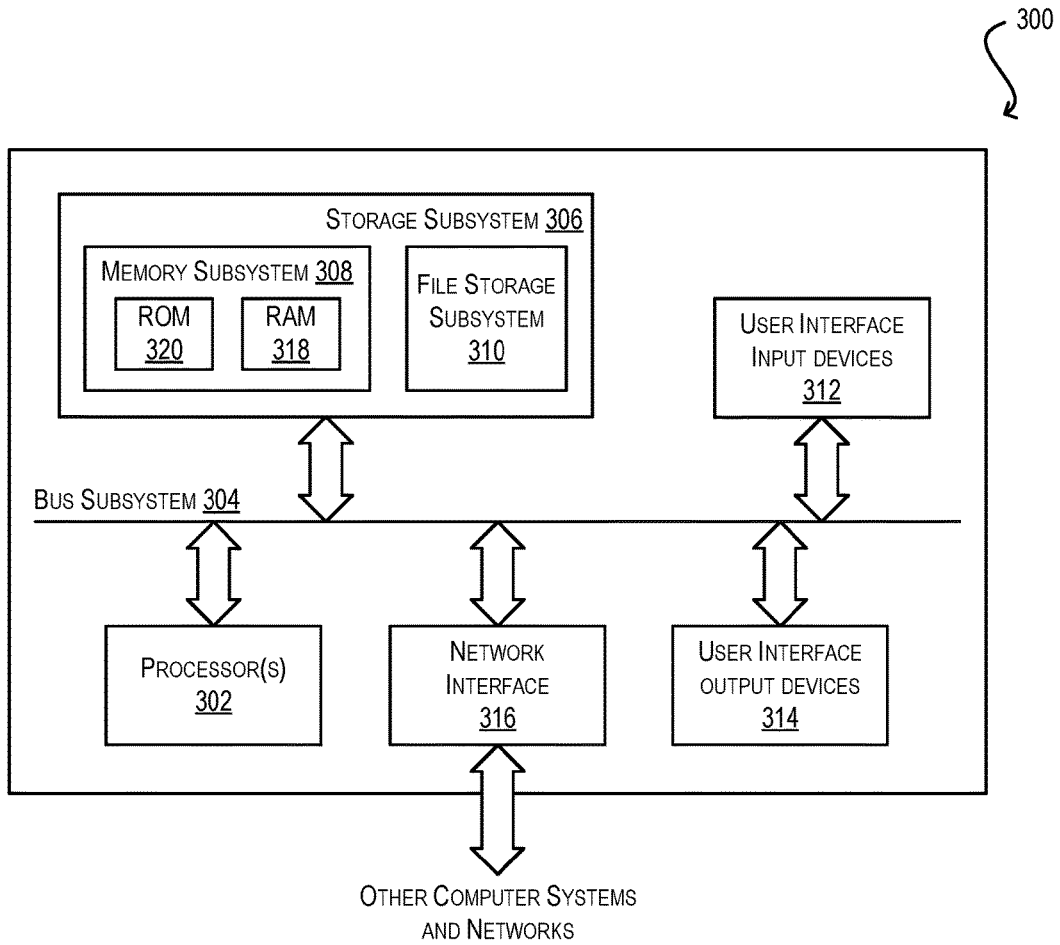 300
STORAGE SUBSYSTEM 306
MEMORY SUBSYSTEM 308
ROM
320
RAM
318
FILE STORAGE
SUBSYSTEM
310
USER INTERFACE
INPUT DEVICES
312
BUS SUBSYSTEM 304
PROCESSOR(S)
302
NETWORK
INTERFACE
316
USER INTERFACE
OUTPUT DEVICES
314
OTHER COMPUTER SYSTEMS
AND NETWORKS